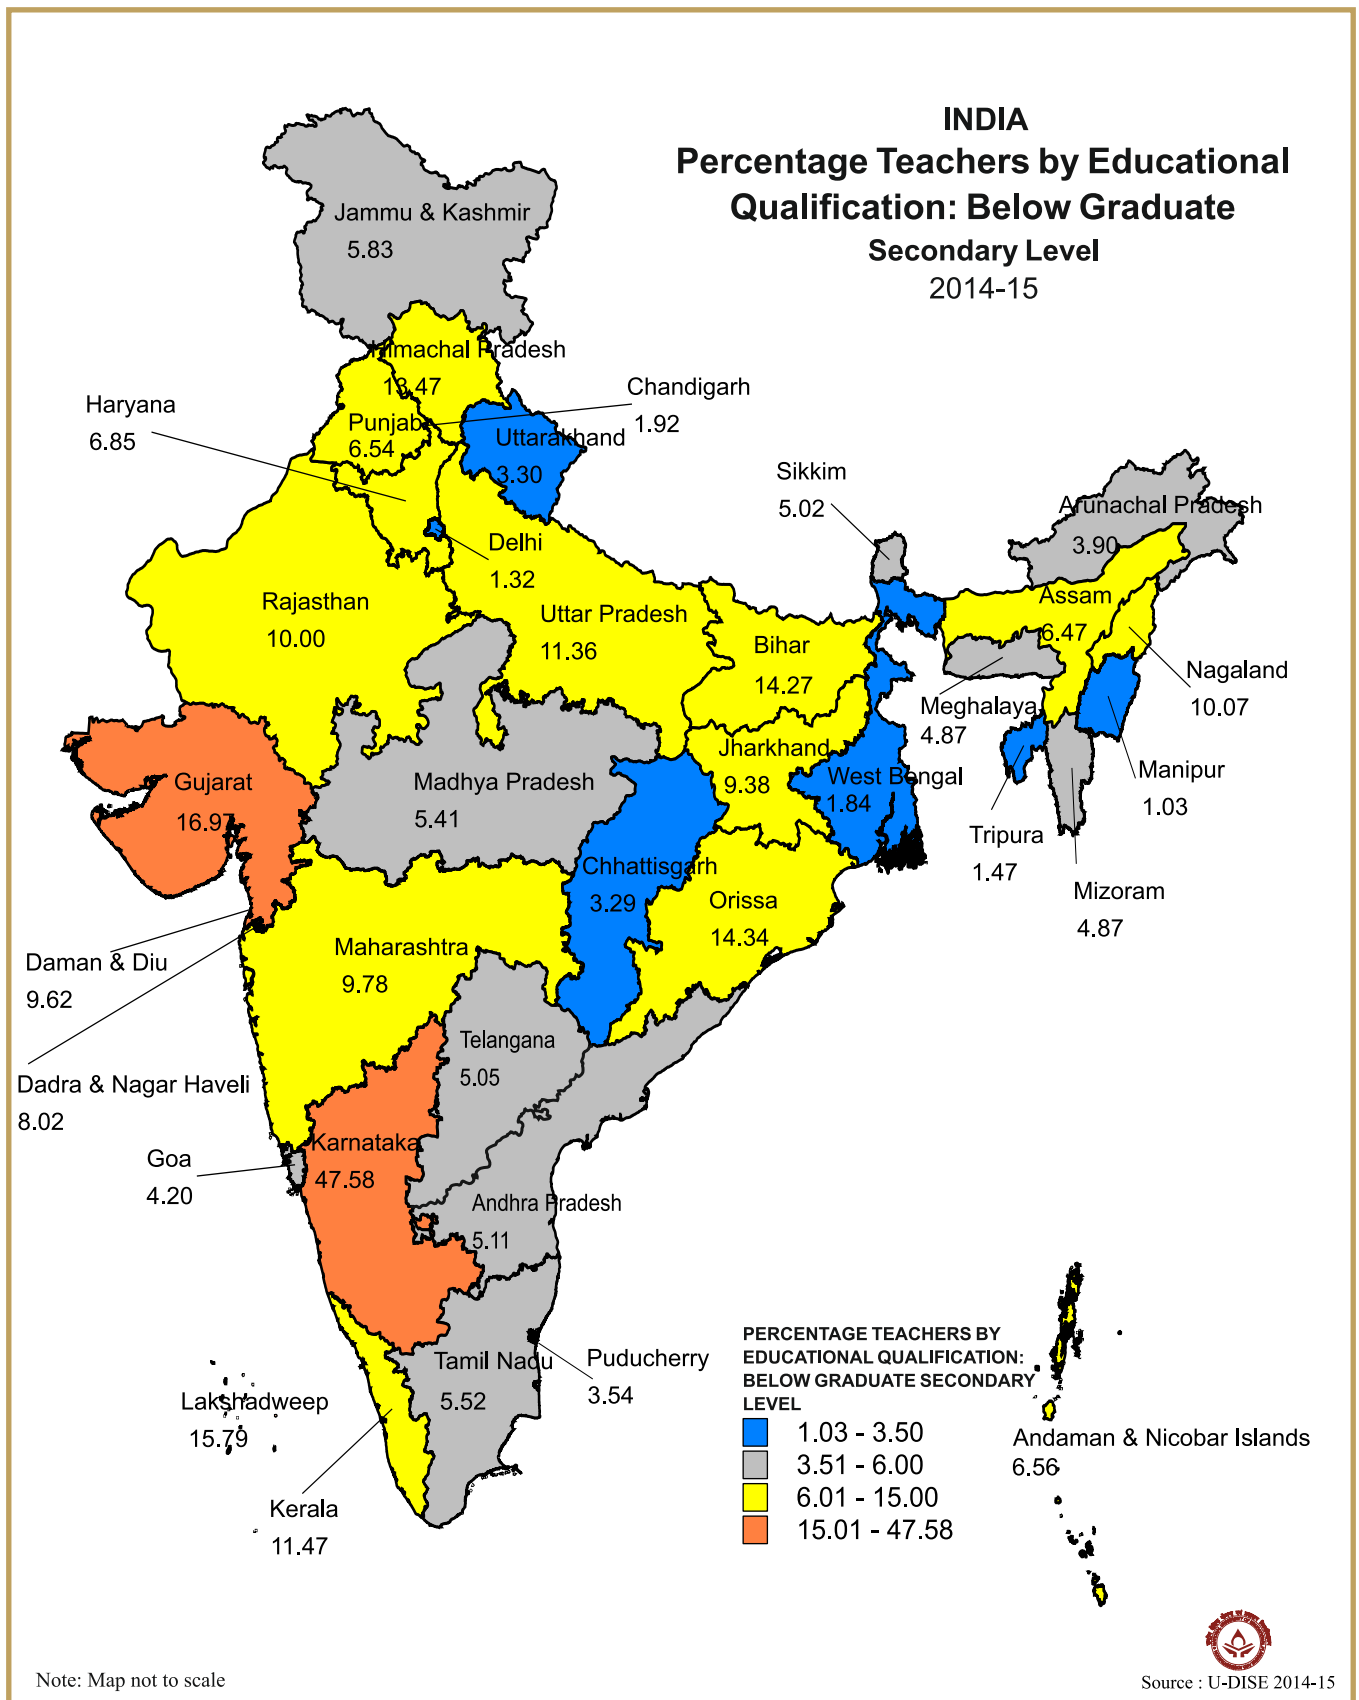 INDIA
Percentage Teachers by Educational
Qualification: Below Graduate
Secondary Level
2014-15
Jammu & Kashmir
5.83
Himachal Pradesh
13.47
Chandigarh
1.92
Haryana
6.85
Punjab
6.54
Uttarakhand
3.30
Sikkim
5.02
Arunachal Pradesh
3.90
Delhi
1.32
Rajasthan
10.00
Uttar Pradesh
11.36
Assam
6.47
Bihar
14.27
Nagaland
10.07
Meghalaya
4.87
Jharkhand
9.38
West Bengal
1.84
Manipur
1.03
Gujarat
16.97
Madhya Pradesh
5.41
Tripura
1.47
Mizoram
4.87
Chhattisgarh
3.29
Orissa
14.34
Maharashtra
9.78
Daman & Diu
9.62
Telangana
5.05
Dadra & Nagar Haveli
8.02
Karnataka
47.58
Goa
4.20
Andhra Pradesh
5.11
Tamil Nadu
5.52
Puducherry
3.54
Lakshadweep
15.79
Kerala
11.47
PERCENTAGE TEACHERS BY
EDUCATIONAL QUALIFICATION:
BELOW GRADUATE SECONDARY
LEVEL
1.03 - 3.50
3.51 - 6.00
6.01 - 15.00
15.01 - 47.58
Andaman & Nicobar Islands
6.56
Note: Map not to scale
Source : U-DISE 2014-15